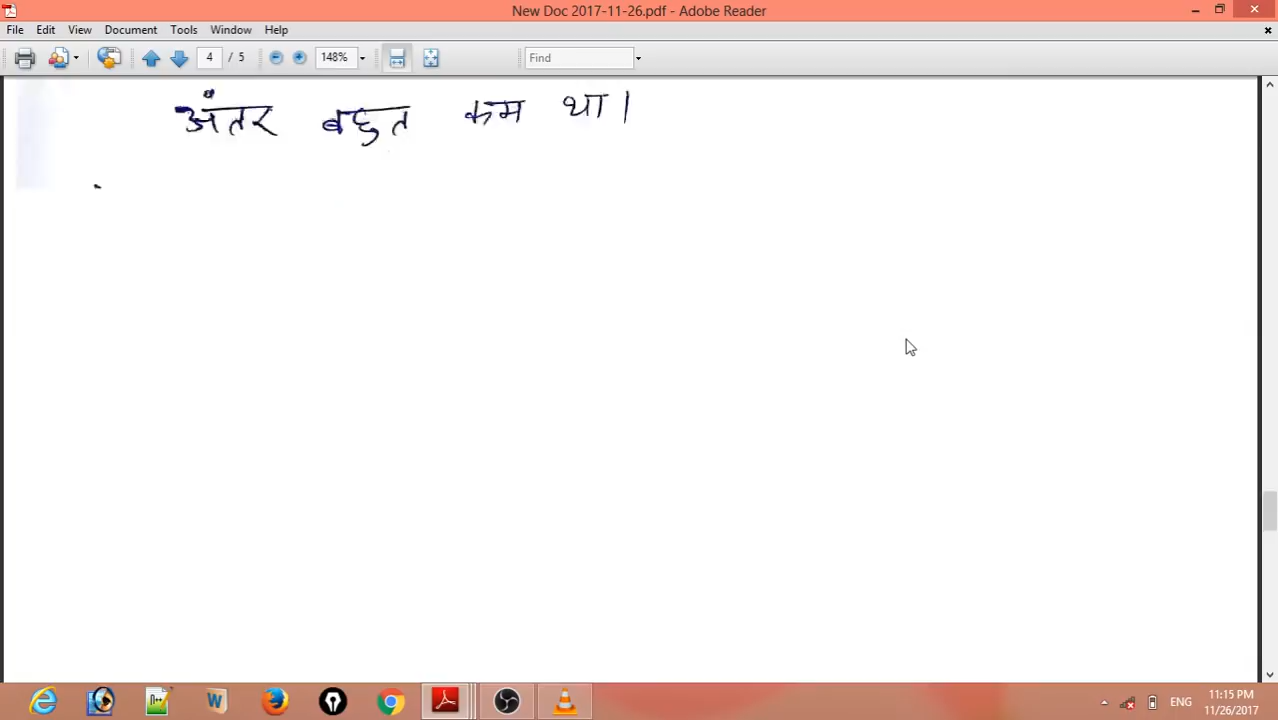 New Doc 2017-11-26.pdf - Adobe Reader
File Edit View Document Tools Window Help
4 / 5 148% Find
अंतर बहुत कम था।
ENG 11:15 PM
11/26/2017